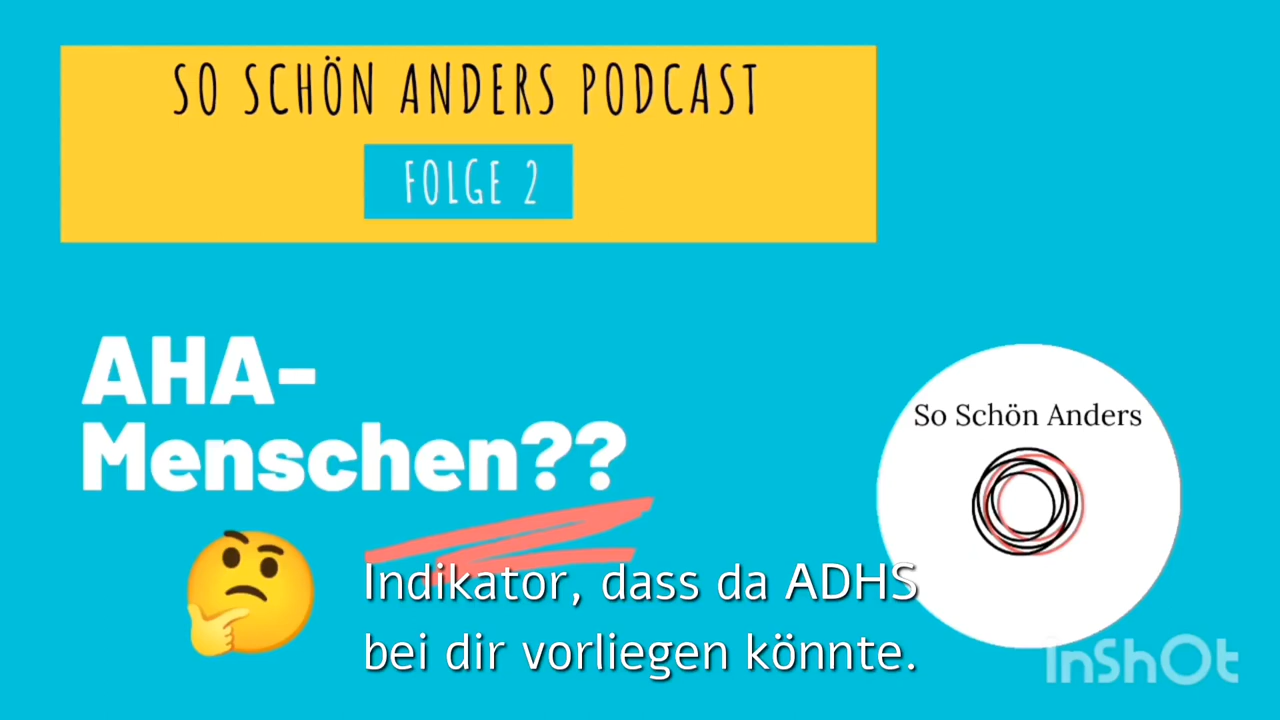 SO SCHÖN ANDERS PODCAST
FOLGE 2
AHA-
Menschen??
So Schön Anders
Indikator, dass da ADHS
bei dir vorliegen könnte.
InShOt